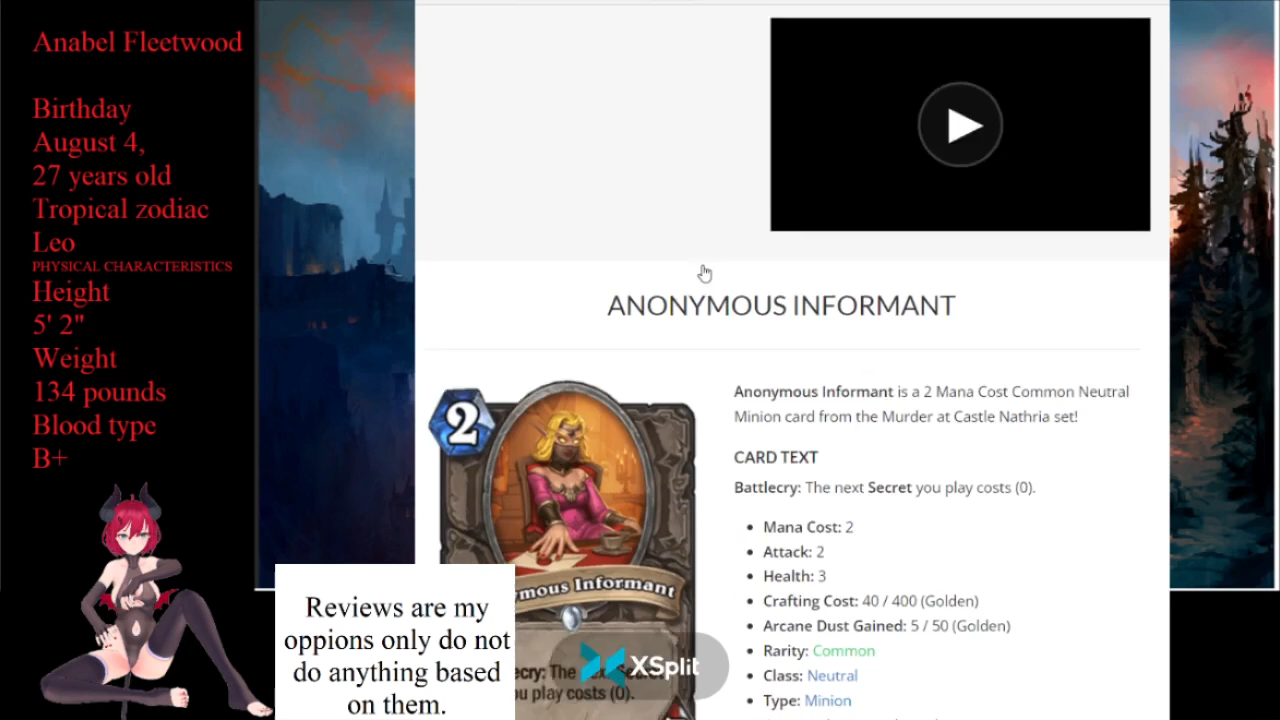 Anabel Fleetwood
Birthday
August 4,
27 years old
Tropical zodiac
Leo
PHYSICAL CHARACTERISTICS
Height
5' 2"
Weight
134 pounds
Blood type
B+
Reviews are my
oppions only do not
do anything based
on them.
ANONYMOUS INFORMANT
2
mous Informant
ecry: The
u play costs (0).
XSplit
Anonymous Informant is a 2 Mana Cost Common Neutral
Minion card from the Murder at Castle Nathria set!
CARD TEXT
Battlecry: The next Secret you play costs (0).
• Mana Cost: 2
• Attack: 2
• Health: 3
• Crafting Cost: 40 / 400 (Golden)
• Arcane Dust Gained: 5 / 50 (Golden)
• Rarity: Common
• Class: Neutral
• Type: Minion